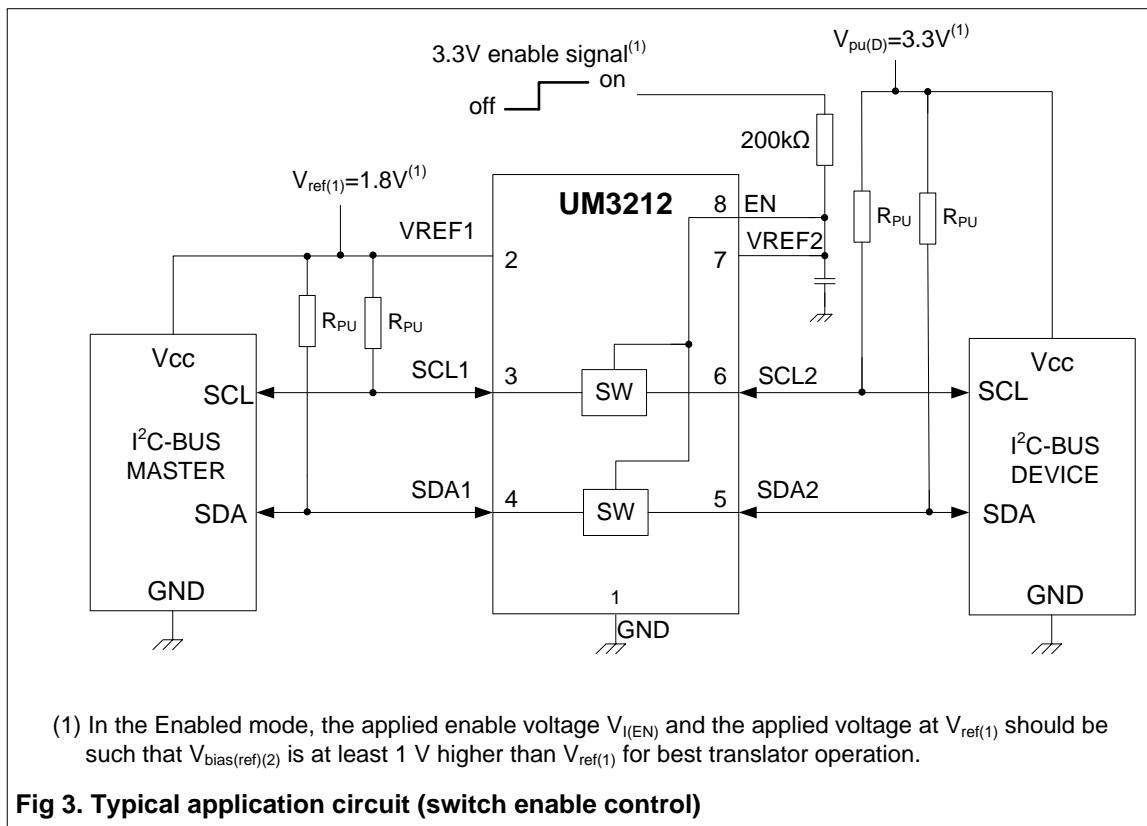 3.3V enable signal(1)
on
off
Vpu(D)=3.3V(1)
200kΩ
Vref(1)=1.8V(1)
UM3212
8 EN
VREF1
VREF2
2
7
RPU
RPU
RPU
RPU
Vcc
Vcc
SCL
SCL1
3
SW
6
SCL2
SCL
I²C-BUS
MASTER
I²C-BUS
DEVICE
SDA
SDA1
4
SW
5
SDA2
SDA
GND
GND
1
GND
(1) In the Enabled mode, the applied enable voltage VI(EN) and the applied voltage at Vref(1) should be
such that Vbias(ref)(2) is at least 1 V higher than Vref(1) for best translator operation.
Fig 3. Typical application circuit (switch enable control)